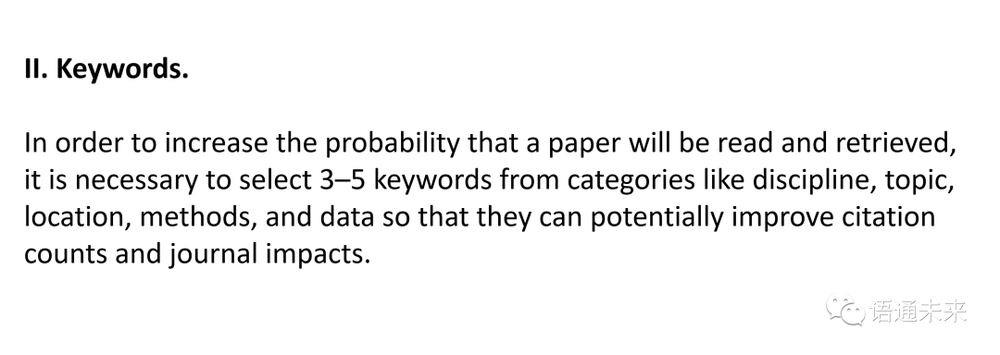 II. Keywords.
In order to increase the probability that a paper will be read and retrieved,
it is necessary to select 3–5 keywords from categories like discipline, topic,
location, methods, and data so that they can potentially improve citation
counts and journal impacts.
语通未来